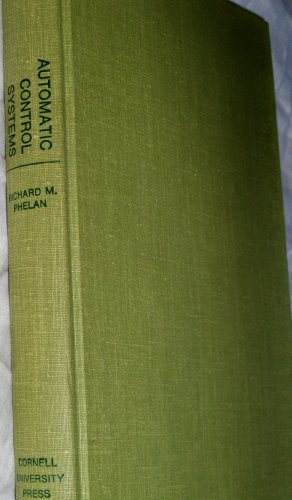 AUTOMATIC
CONTROL
SYSTEMS
RICHARD M.
PHELAN
CORNELL
UNIVERSITY
PRESS